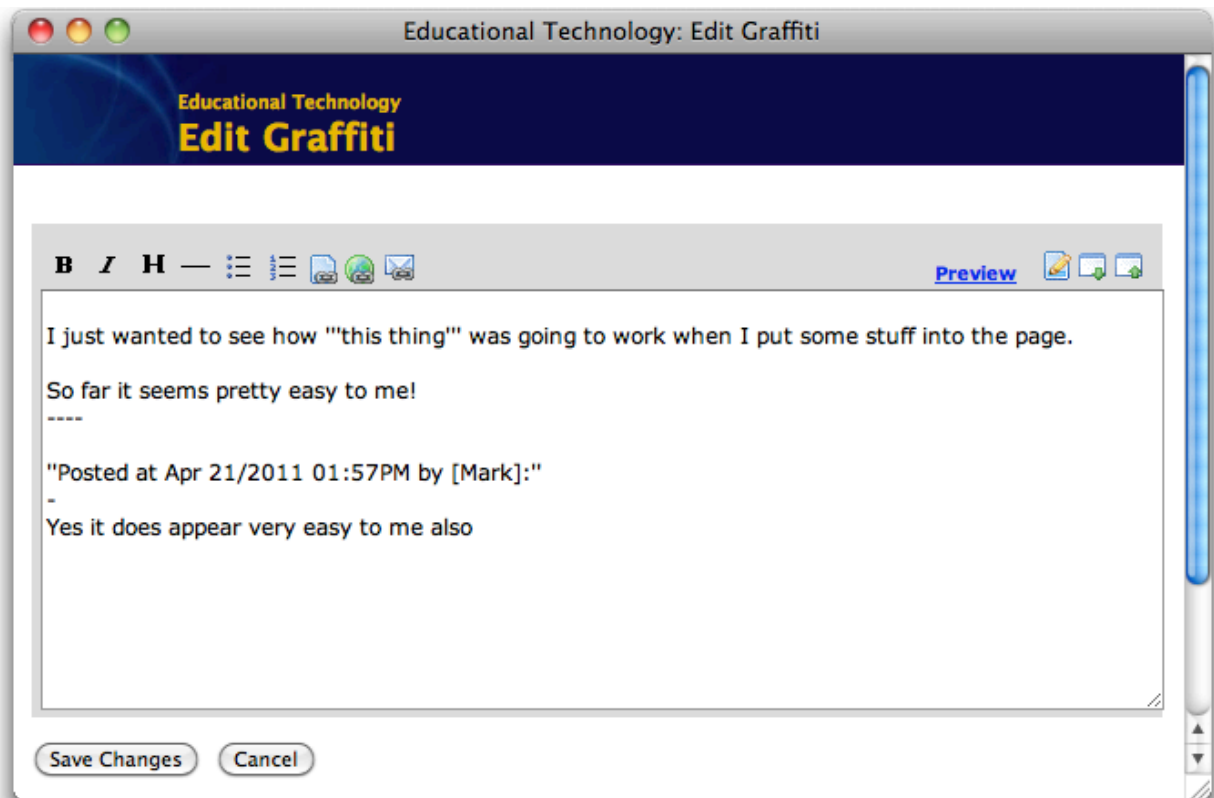 Educational Technology: Edit Graffiti
Educational Technology
Edit Graffiti
B I H
Preview
I just wanted to see how '''this thing''' was going to work when I put some stuff into the page.
So far it seems pretty easy to me!
----
"Posted at Apr 21/2011 01:57PM by [Mark]:"
-
Yes it does appear very easy to me also
Save Changes Cancel